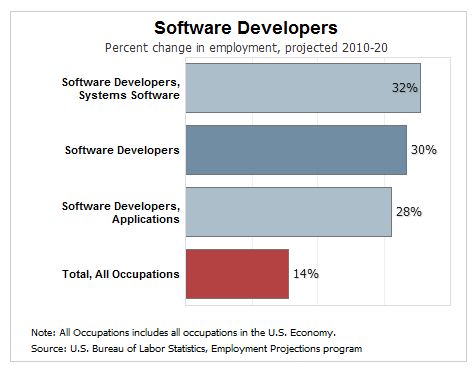 Software Developers
Percent change in employment, projected 2010-20
Software Developers,
Systems Software
32%
Software Developers
30%
Software Developers,
Applications
28%
Total, All Occupations
14%
Note: All Occupations includes all occupations in the U.S. Economy.
Source: U.S. Bureau of Labor Statistics, Employment Projections program